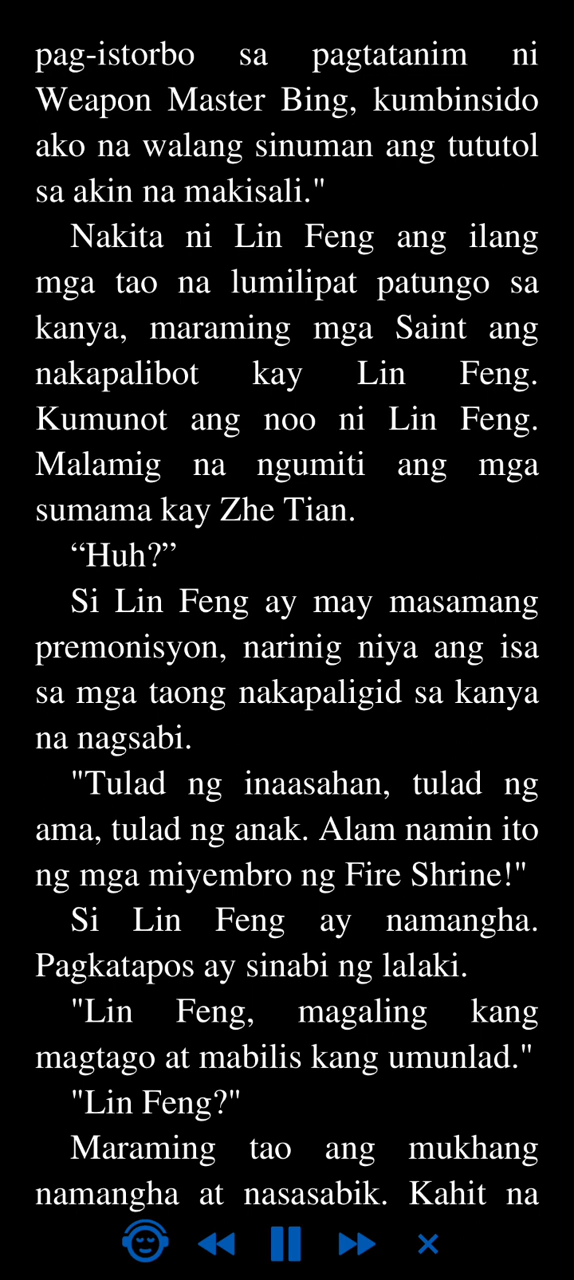 pag-istorbo sa pagtatanim ni
Weapon Master Bing, kumbinsido
ako na walang sinuman ang tututol
sa akin na makisali."
Nakita ni Lin Feng ang ilang
mga tao na lumilipat patungo sa
kanya, maraming mga Saint ang
nakapalibot kay Lin Feng.
Kumunot ang noo ni Lin Feng.
Malamig na ngumiti ang mga
sumama kay Zhe Tian.
“Huh?”
Si Lin Feng ay may masamang
premonisyon, narinig niya ang isa
sa mga taong nakapaligid sa kanya
na nagsabi.
"Tulad ng inaasahan, tulad ng
ama, tulad ng anak. Alam namin ito
ng mga miyembro ng Fire Shrine!"
Si Lin Feng ay namangha.
Pagkatapos ay sinabi ng lalaki.
"Lin Feng, magaling kang
magtago at mabilis kang umunlad."
"Lin Feng?"
Maraming tao ang mukhang
namangha at nasasabik. Kahit na